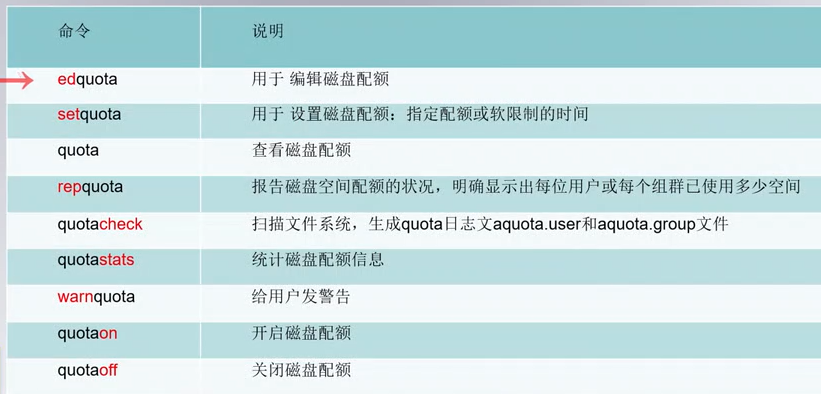 命令 说明
edquota 用于 编辑磁盘配额
setquota 用于 设置磁盘配额：指定配额或软限制的时间
quota 查看磁盘配额
repquota 报告磁盘空间配额的状况，明确显示出每位用户或每个组群已使用多少空间
quotacheck 扫描文件系统，生成quota日志文aquota.user和aquota.group文件
quotastats 统计磁盘配额信息
warnquota 给用户发警告
quotaon 开启磁盘配额
quotaoff 关闭磁盘配额